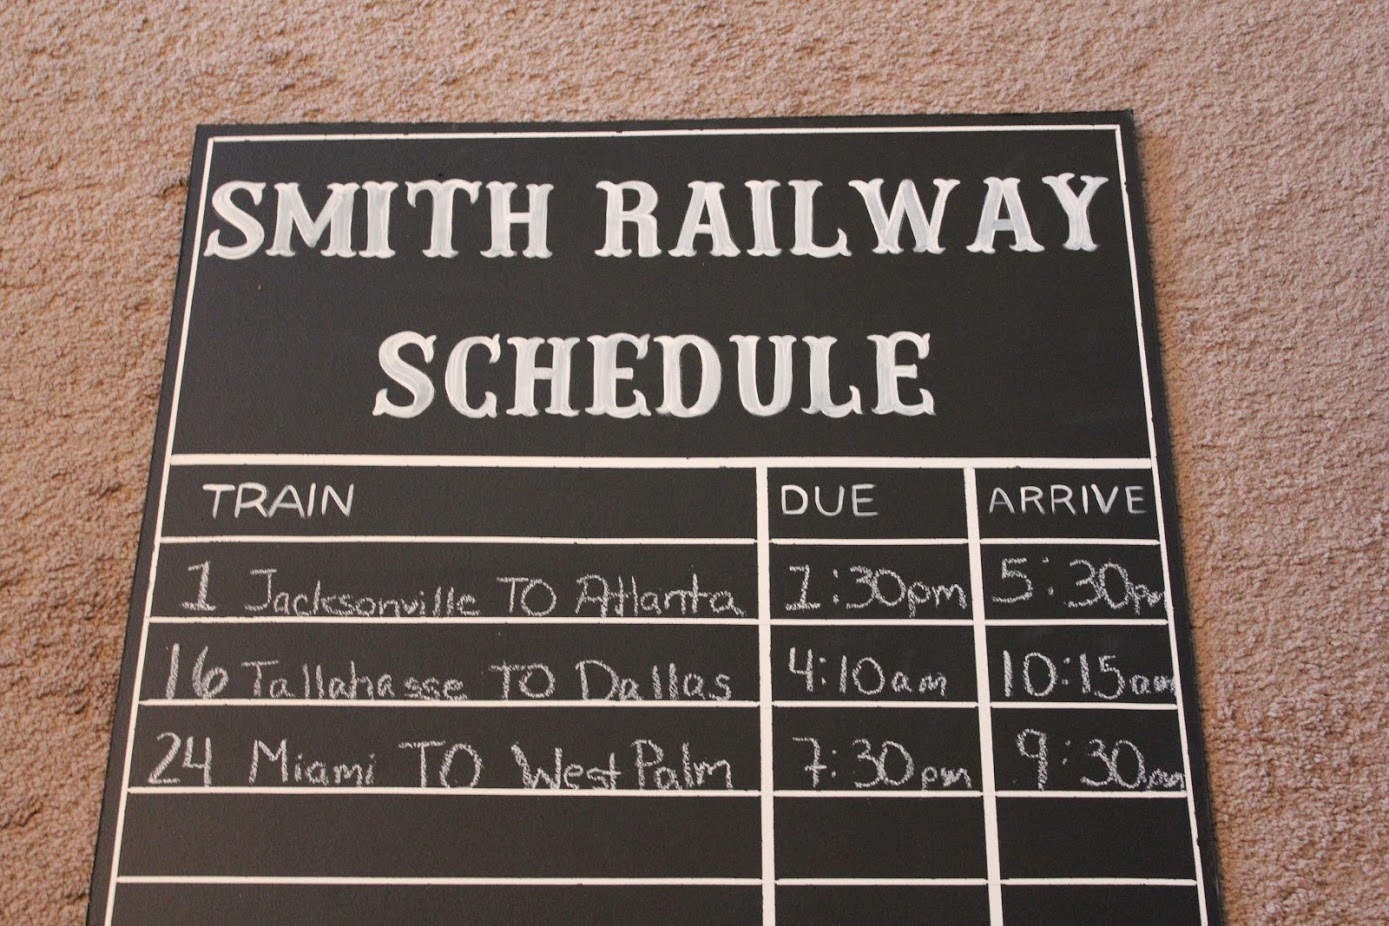 SMITH RAILWAY
SCHEDULE
TRAIN DUE ARRIVE
1 Jacksonville TO Atlanta 1:30pm 5:30pm
16 Tallahasse TO Dallas 4:10am 10:15am
24 Miami TO West Palm 7:30pm 9:30pm